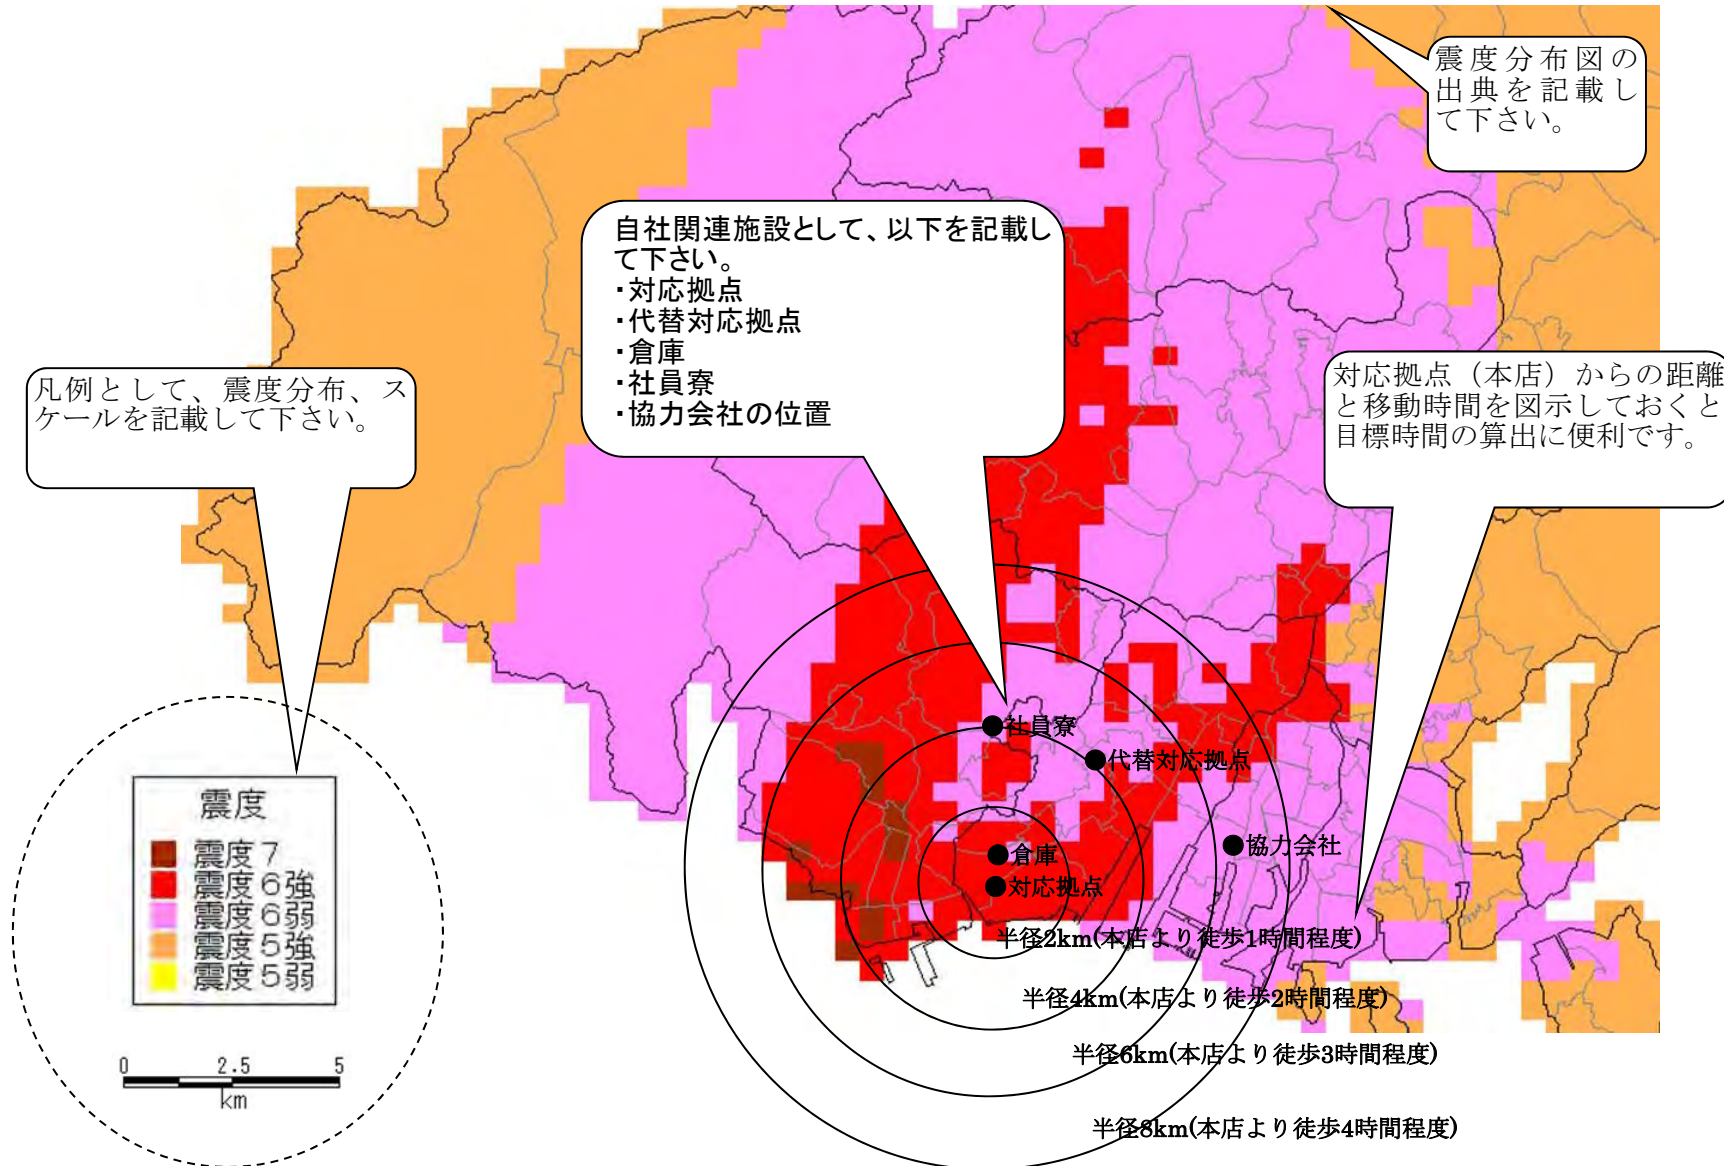 震度分布図の
出典を記載し
て下さい。
自社関連施設として、以下を記載し
て下さい。
・対応拠点
・代替対応拠点
・倉庫
・社員寮
・協力会社の位置
凡例として、震度分布、ス
ケールを記載して下さい。
対応拠点（本店）からの距離
と移動時間を図示しておくと
目標時間の算出に便利です。
●社員寮
●代替対応拠点
●協力会社
●倉庫
●対応拠点
半径2km(本店より徒歩1時間程度)
半径4km(本店より徒歩2時間程度)
半径6km(本店より徒歩3時間程度)
半径8km(本店より徒歩4時間程度)
震度
震度７
震度６強
震度６弱
震度５強
震度５弱
0 2.5 5
km